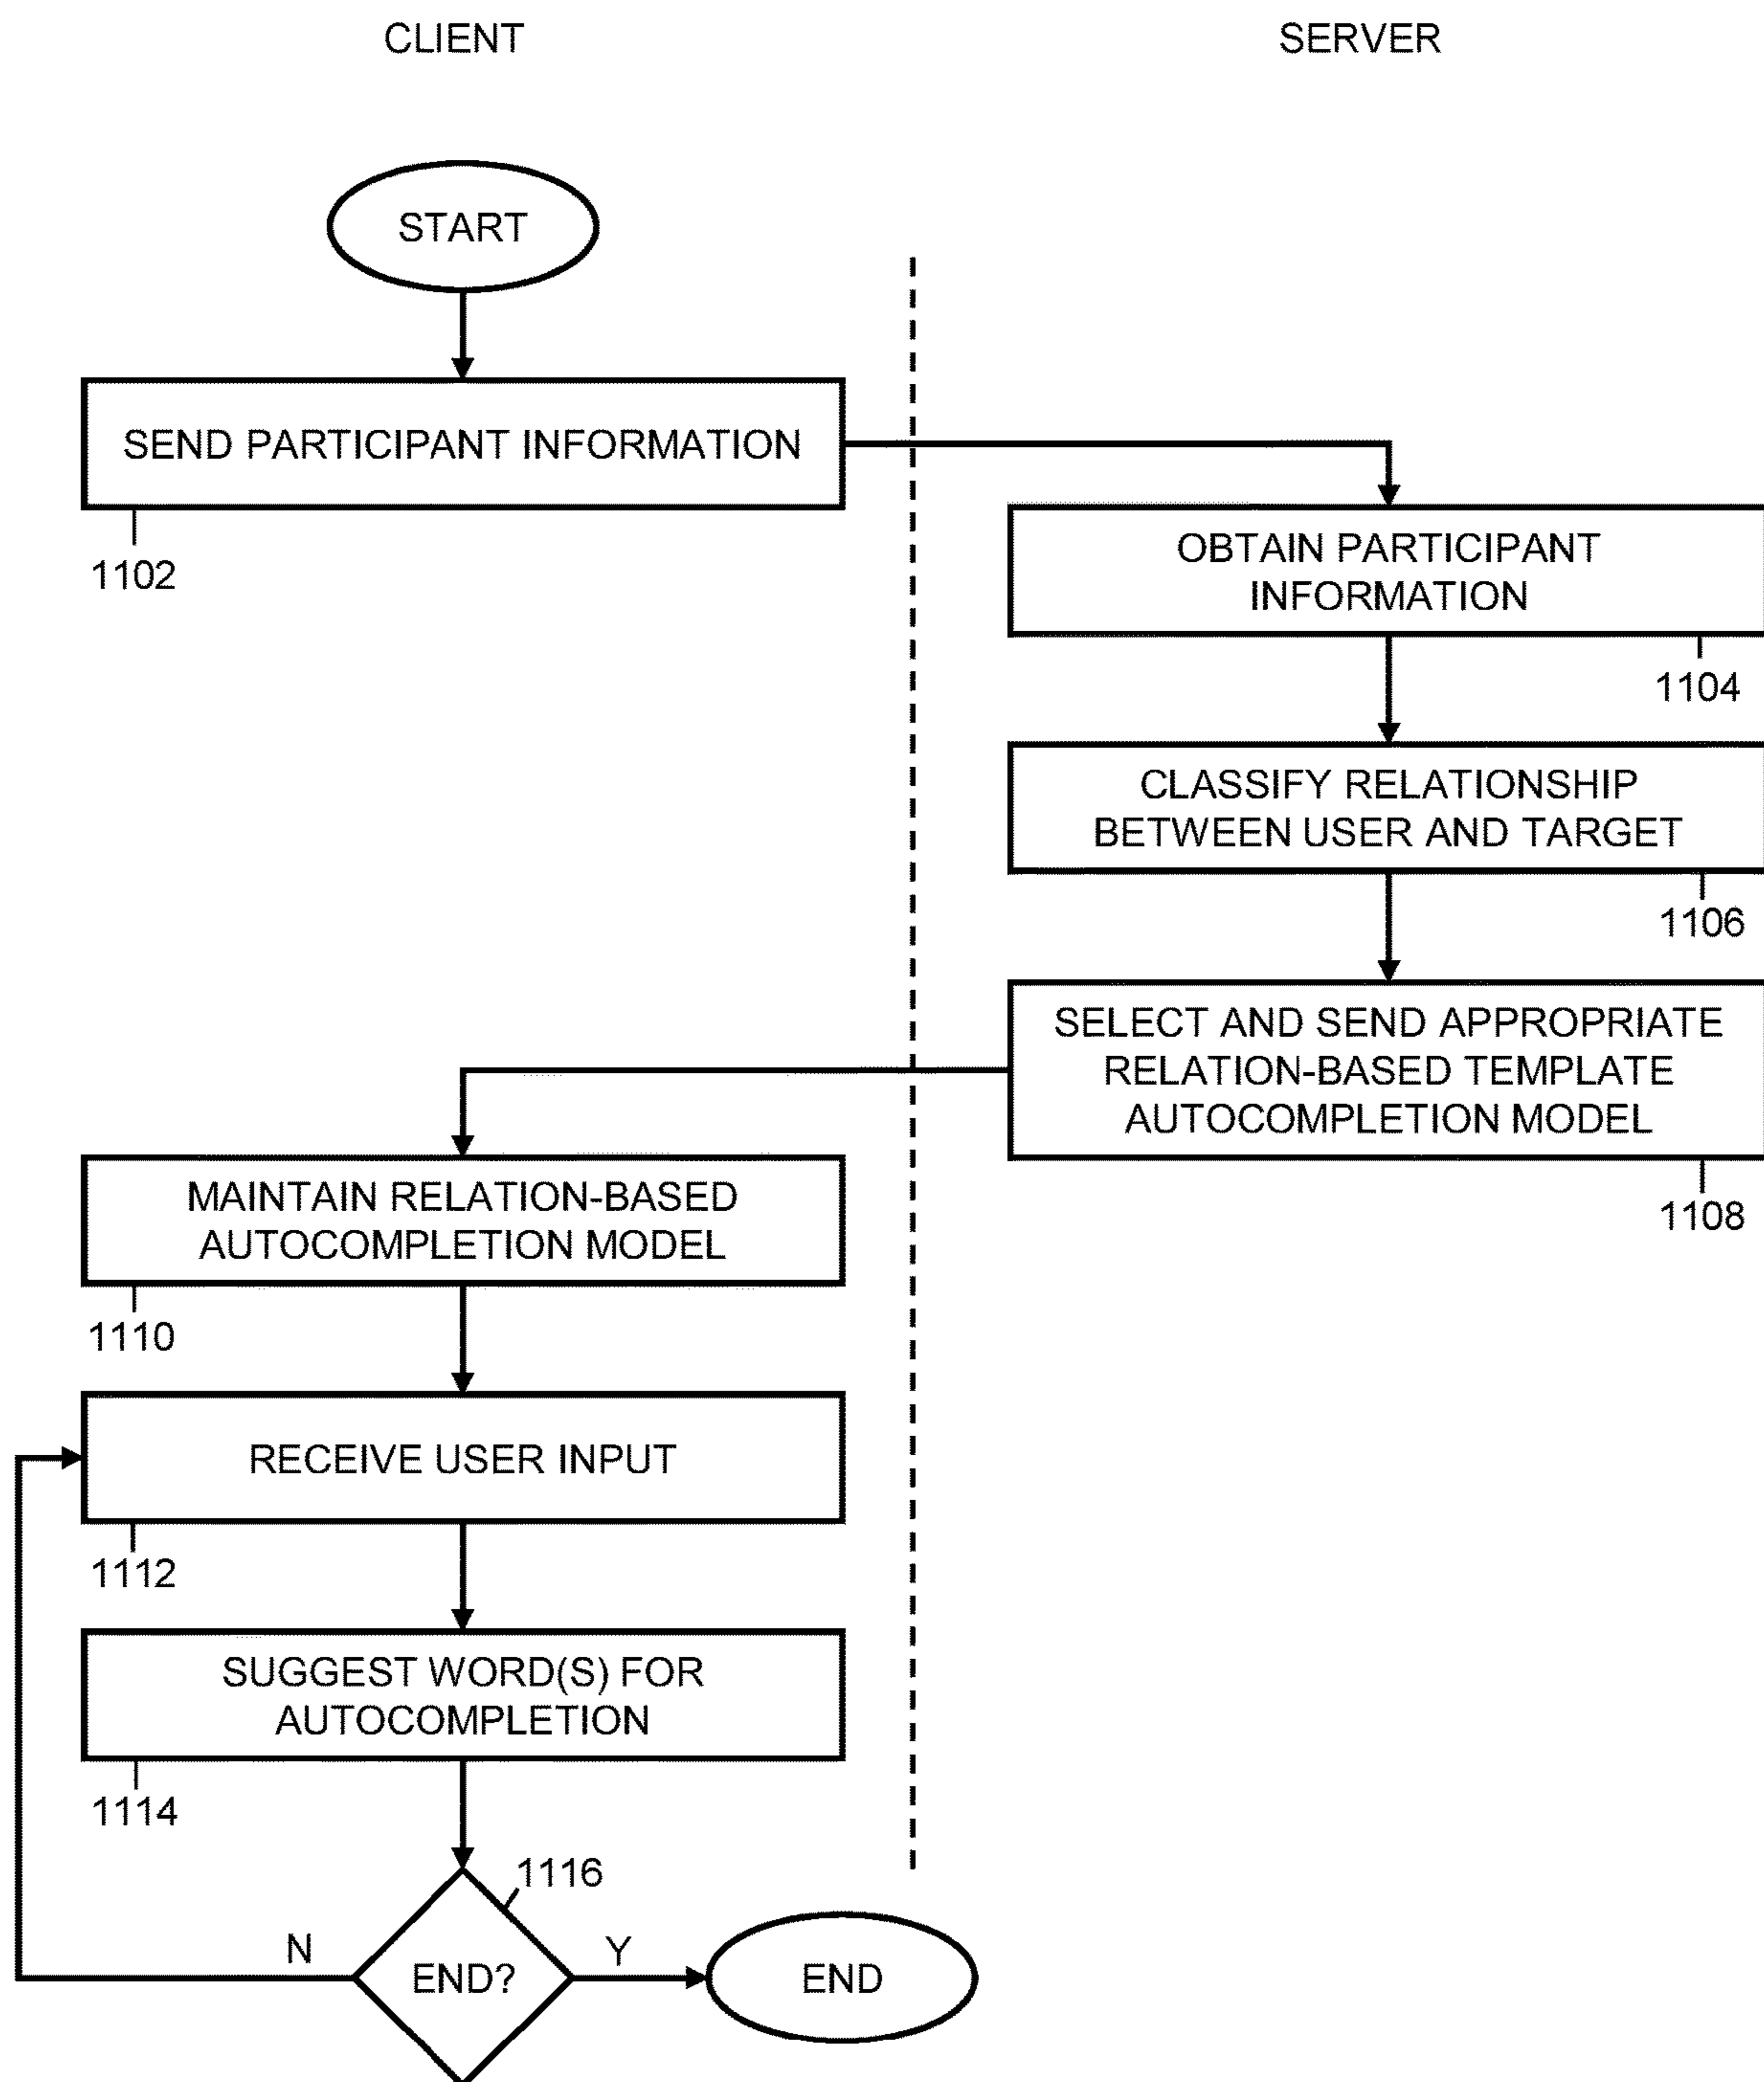 CLIENT
SERVER
START
SEND PARTICIPANT INFORMATION
1102
OBTAIN PARTICIPANT
INFORMATION
1104
CLASSIFY RELATIONSHIP
BETWEEN USER AND TARGET
1106
SELECT AND SEND APPROPRIATE
RELATION-BASED TEMPLATE
AUTOCOMPLETION MODEL
1108
MAINTAIN RELATION-BASED
AUTOCOMPLETION MODEL
1110
RECEIVE USER INPUT
1112
SUGGEST WORD(S) FOR
AUTOCOMPLETION
1114
1116
N
END?
Y
END